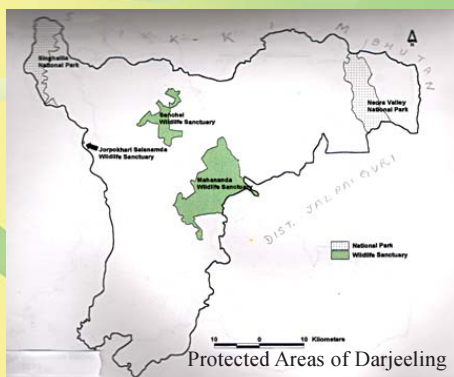 SIKKIM
BHUTAN
Singhalila
National Park
Senchal
Wildlife Sanctuary
Neora Valley
National Park
Jorpokhari Salamanda
Wildlife Sanctuary
Mahananda
Wildlife Sanctuary
DIST. JALPAIGURI
National Park
Wildlife Sanctuary
10 0 10 Kilometers
Protected Areas of Darjeeling